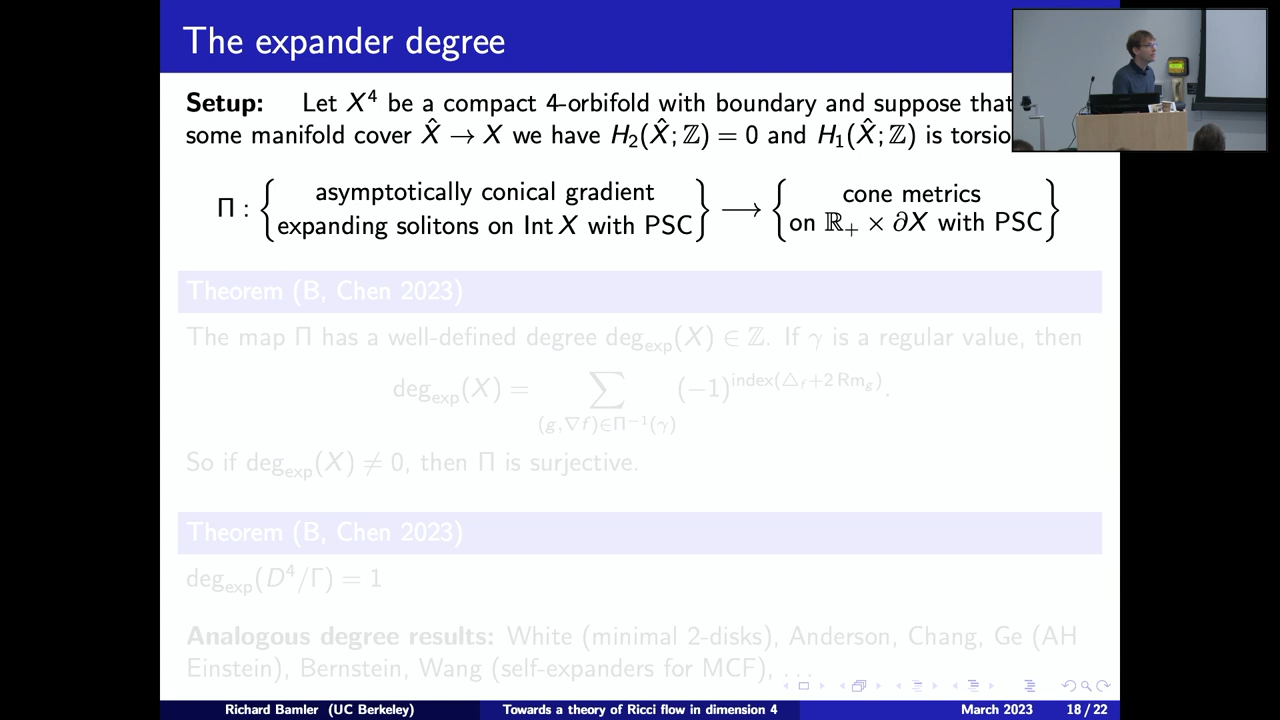 The expander degree
Setup: Let X⁴ be a compact 4-orbifold with boundary and suppose that
some manifold cover X̂ → X we have H₂(X̂; ℤ) = 0 and H₁(X̂; ℤ) is torsio
Π : { asymptotically conical gradient expanding solitons on Int X with PSC } ⟶ { cone metrics on ℝ₊ × ∂X with PSC }
Theorem (B, Chen 2023)
The map Π has a well-defined degree deg_exp(X) ∈ ℤ. If γ is a regular value, then
deg_exp(X) = ∑_{(g,∇f)∈Π⁻¹(γ)} (−1)^{index(△_f+2 Rm_g)}.
So if deg_exp(X) ≠ 0, then Π is surjective.
Theorem (B, Chen 2023)
deg_exp(D⁴/Γ) = 1
Analogous degree results: White (minimal 2-disks), Anderson, Chang, Ge (AH
Einstein), Bernstein, Wang (self-expanders for MCF), ...
Richard Bamler (UC Berkeley) Towards a theory of Ricci flow in dimension 4 March 2023 18 / 22